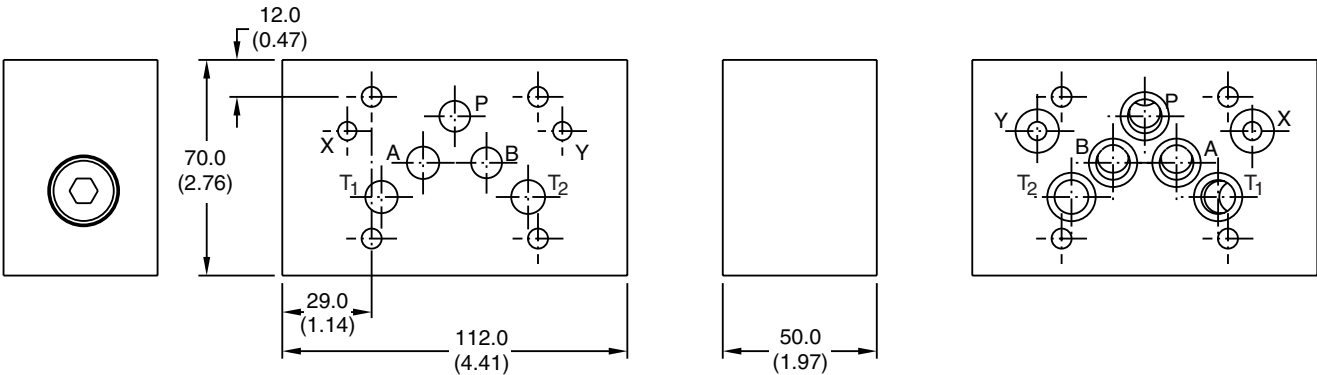 12.0
(0.47)
P
X
Y
A
B
70.0
(2.76)
T1
T2
29.0
(1.14)
112.0
(4.41)
50.0
(1.97)
P
Y
X
B
A
T2
T1